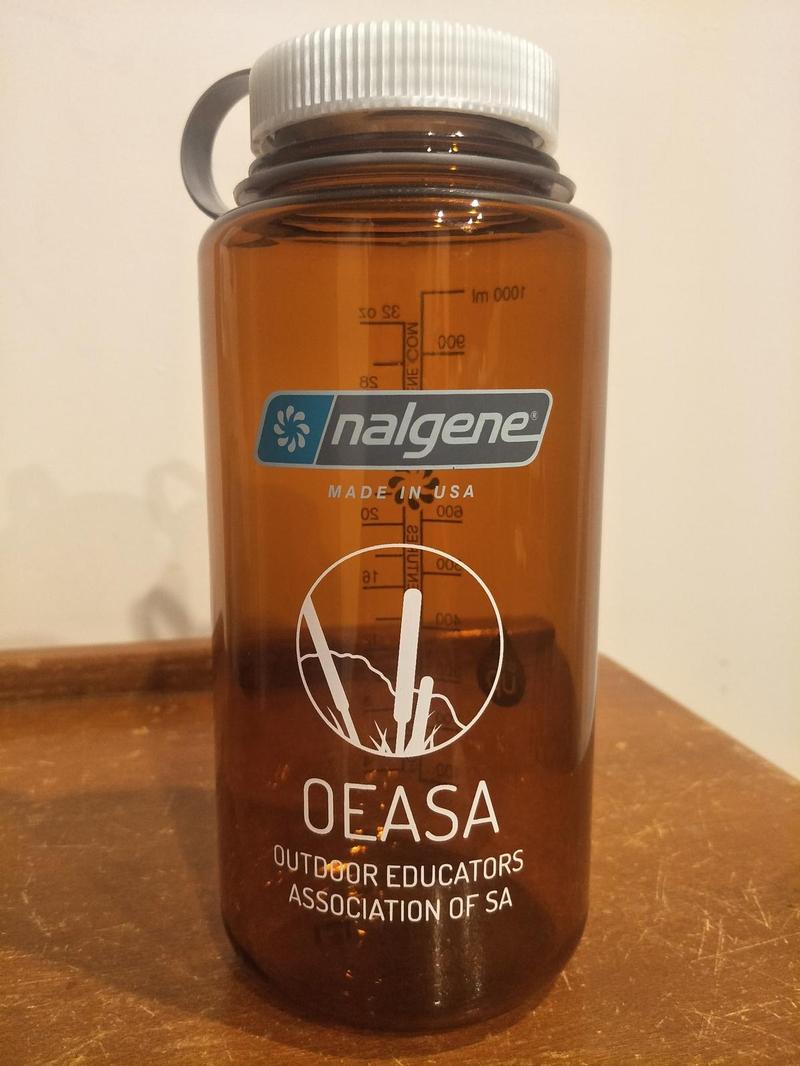 1000 ml
32 oz
900
28
nalgene®
MADE IN USA
20
600
16
500
400
OEASA
OUTDOOR EDUCATORS
ASSOCIATION OF SA